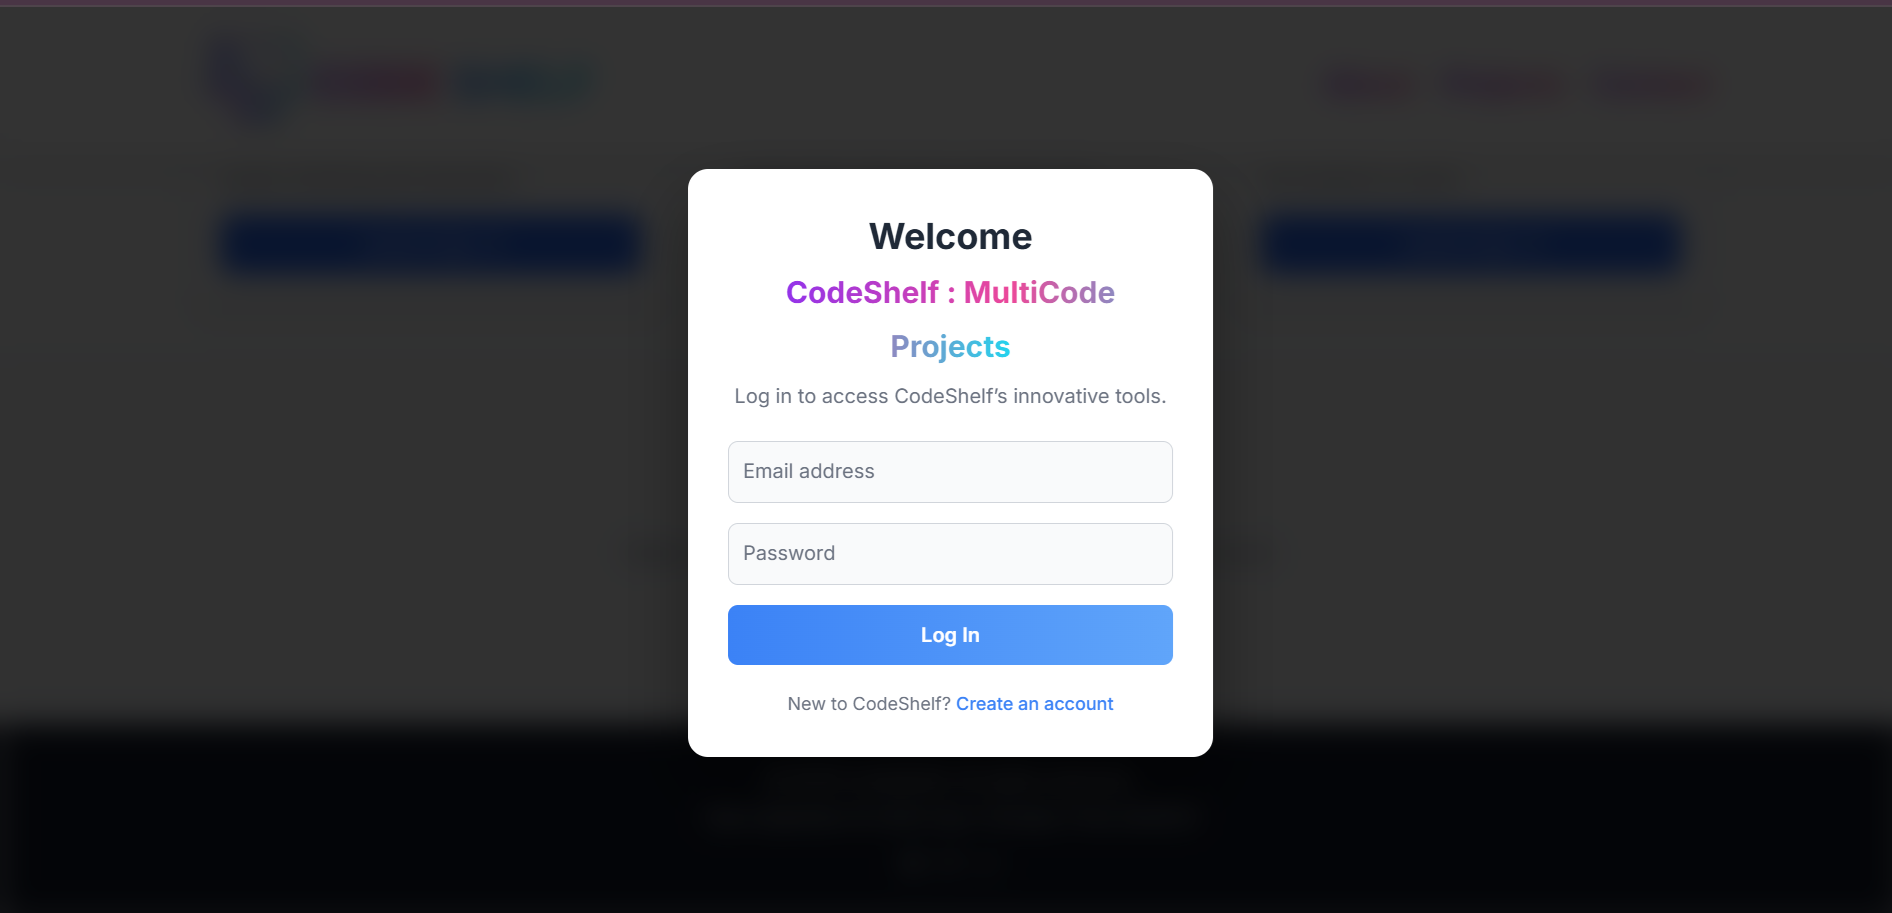 Welcome
CodeShelf : MultiCode
Projects
Log in to access CodeShelf’s innovative tools.
Email address
Password
Log In
New to CodeShelf? Create an account